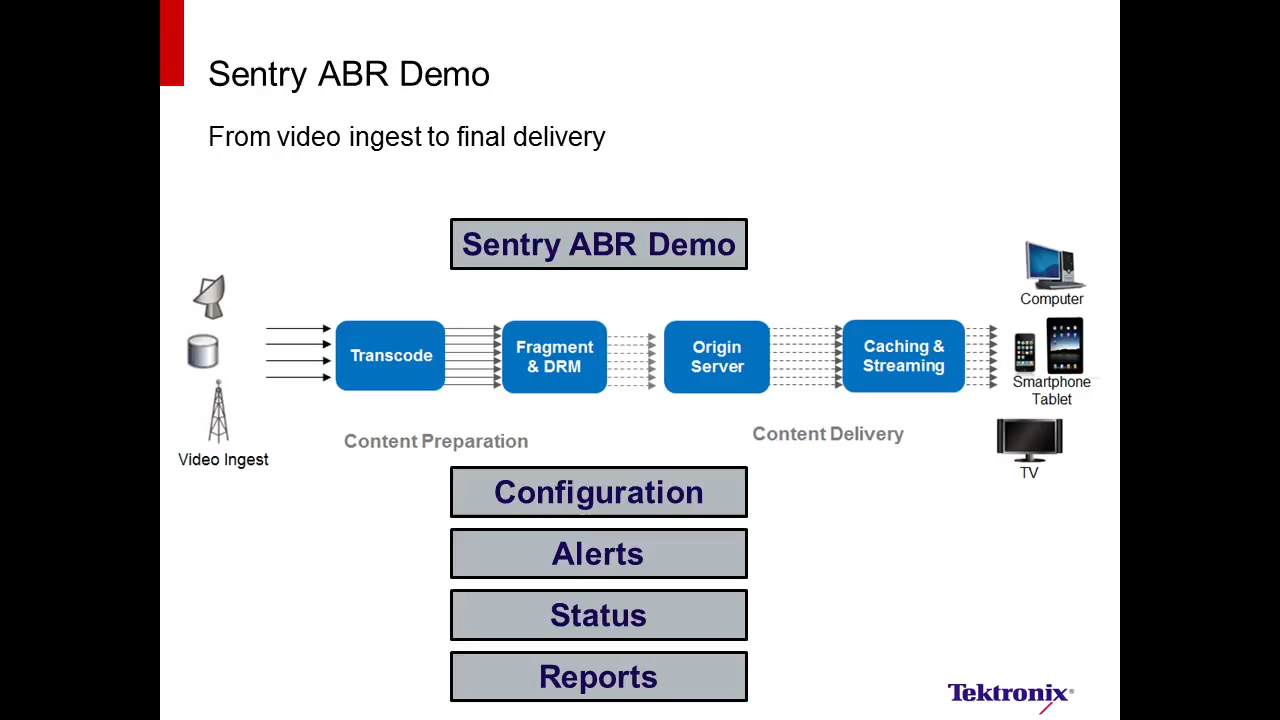 Sentry ABR Demo
From video ingest to final delivery
Sentry ABR Demo
Computer
Transcode
Fragment
& DRM
Origin
Server
Caching &
Streaming
Smartphone
Tablet
Content Preparation
Content Delivery
Video Ingest
TV
Configuration
Alerts
Status
Reports
Tektronix®